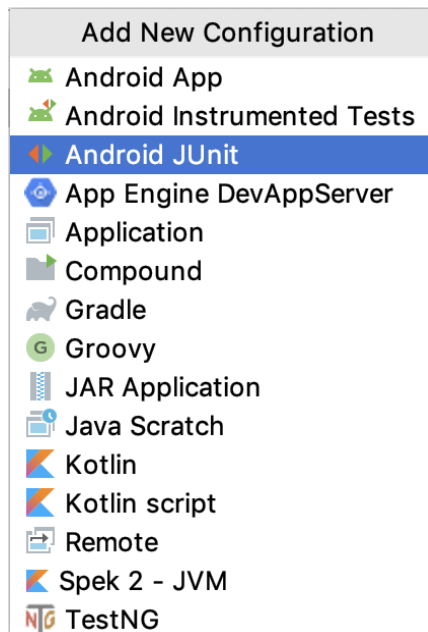 Add New Configuration
Android App
Android Instrumented Tests
Android JUnit
App Engine DevAppServer
Application
Compound
Gradle
G Groovy
JAR Application
Java Scratch
Kotlin
Kotlin script
Remote
Spek 2 - JVM
NTG TestNG